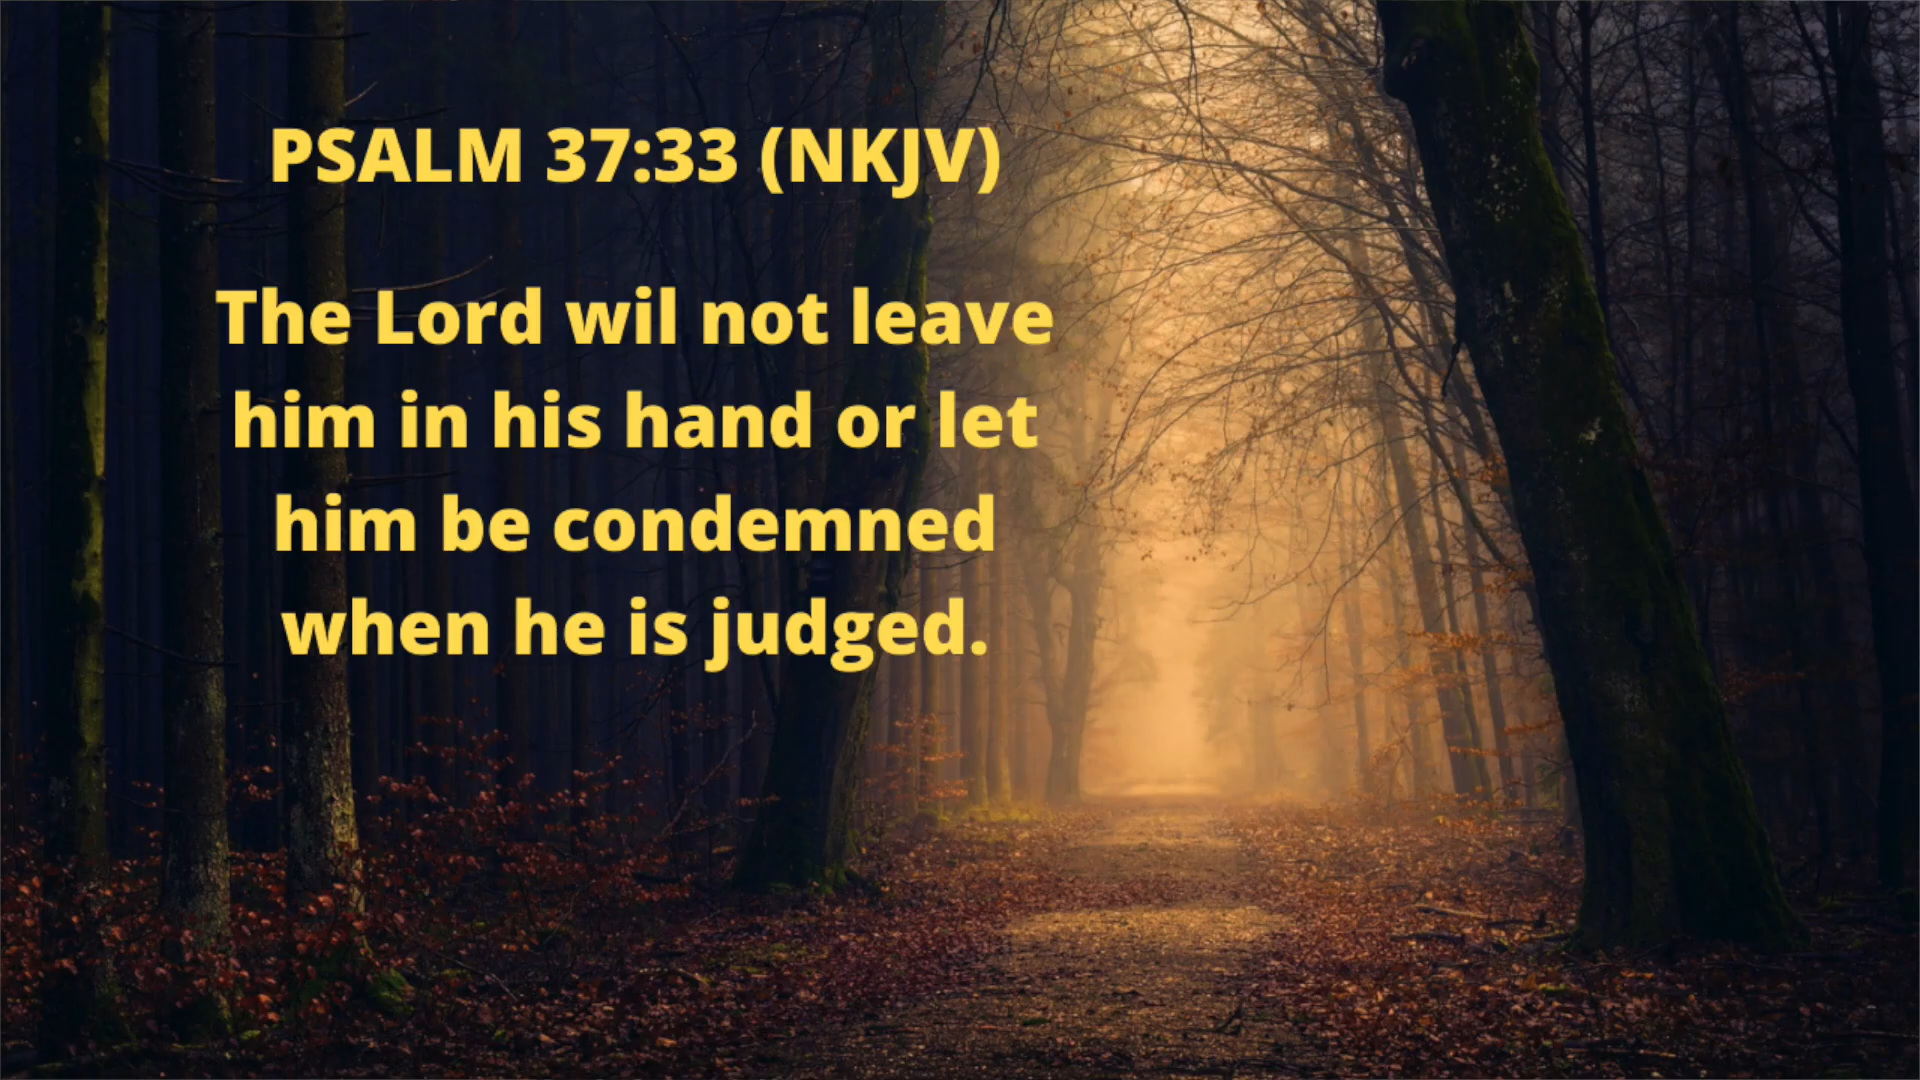 PSALM 37:33 (NKJV)
The Lord wil not leave
him in his hand or let
him be condemned
when he is judged.